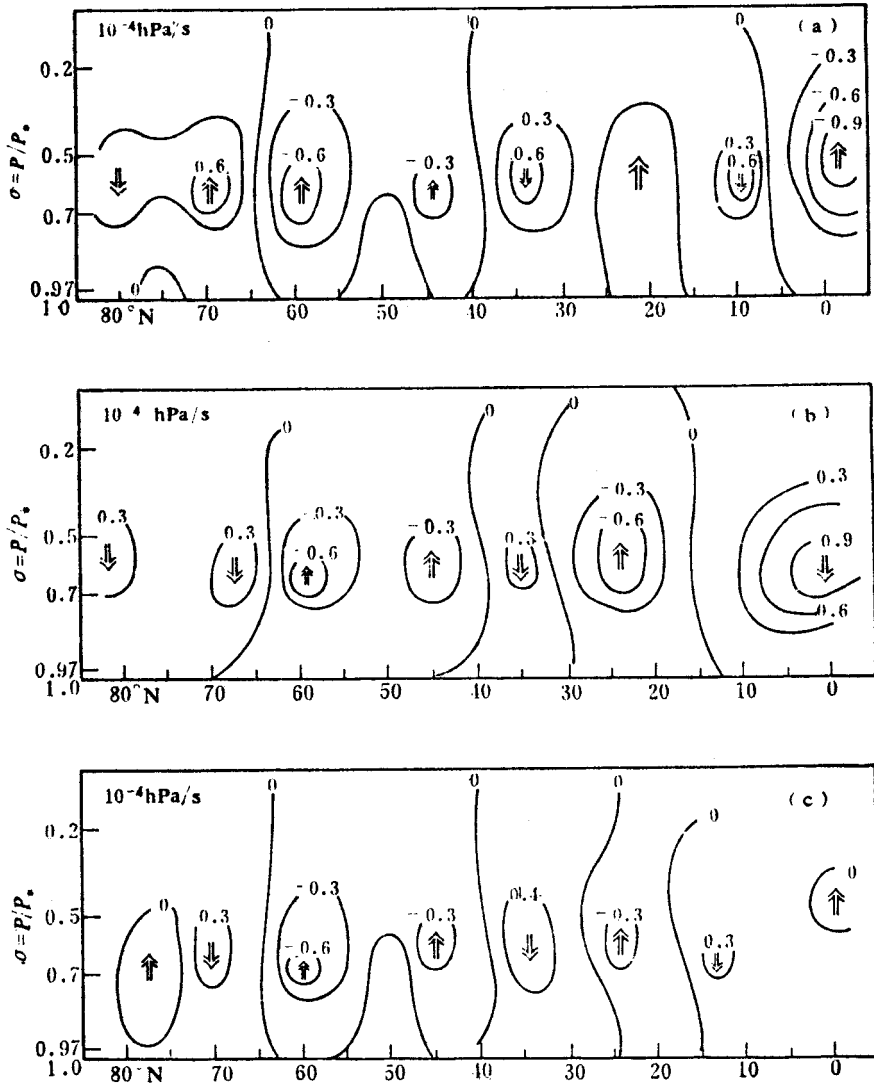 10⁻⁴hPa/s (a)
0 0 0 -0.3
0.2 -0.6
-0.3 0.3 -0.9
-0.6 -0.3 0.6 0.3
0.6 0.6
0.5
0.7
0.97 0
1.0
80°N 70 60 50 40 30 20 10 0
σ=P/P*
10⁻⁴ hPa/s (b)
0 0 0 0
0.2
-0.3 0.3
0.3 0.3 -0.3 -0.3 0.3 -0.6 0.9
0.5 -0.6
0.7 0.6
0.97
1.0
80°N 70 60 50 40 30 20 10 0
σ=P/P*
10⁻⁴hPa/s (c)
0 0 0 0
0.2
0 0.3 -0.3 -0.3 -0.3 0
0.5 -0.6 0.3
0.7
0.97
1.0
80°N 70 60 50 40 30 20 10 0
σ=P/P*